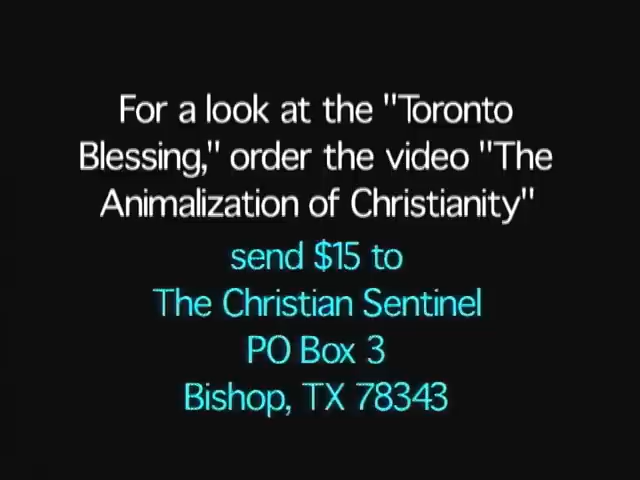 For a look at the "Toronto
Blessing," order the video "The
Animalization of Christianity"
send $15 to
The Christian Sentinel
PO Box 3
Bishop, TX 78343